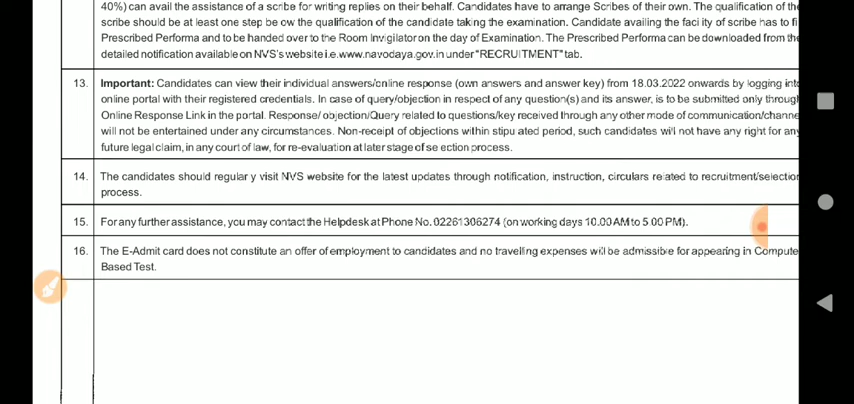 40%) can avail the assistance of a scribe for writing replies on their behalf. Candidates have to arrange Scribes of their own. The qualification of the
scribe should be at least one step be ow the qualification of the candidate taking the examination. Candidate availing the faci ity of scribe has to fi
Prescribed Performa and to be handed over to the Room Invigilator on the day of Examination. The Prescribed Performa can be downloaded from the
detailed notification available on NVS's website i.e. www.navodaya.gov.in under "RECRUITMENT" tab.
13. Important: Candidates can view their individual answers/online response (own answers and answer key) from 18.03.2022 onwards by logging into
online portal with their registered credentials. In case of query/objection in respect of any question(s) and its answer, is to be submitted only through
Online Response Link in the portal. Response/ objection/Query related to questions/key received through any other mode of communication/channe
will not be entertained under any circumstances. Non-receipt of objections within stipu ated period, such candidates will not have any right for any
future legal claim, in any court of law, for re-evaluation at later stage of se ection process.
14. The candidates should regular y visit NVS website for the latest updates through notification, instruction, circulars related to recruitment/selection
process.
15. For any further assistance, you may contact the Helpdesk at Phone No. 02261306274 (on working days 10.00 AM to 5.00 PM).
16. The E-Admit card does not constitute an offer of employment to candidates and no travelling expenses will be admissible for appearing in Compute
Based Test.